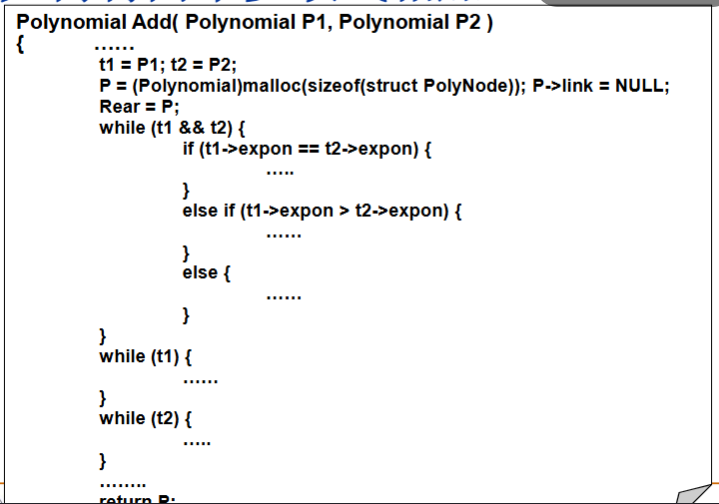 Polynomial Add( Polynomial P1, Polynomial P2 )
{ ......
t1 = P1; t2 = P2;
P = (Polynomial)malloc(sizeof(struct PolyNode)); P->link = NULL;
Rear = P;
while (t1 && t2) {
if (t1->expon == t2->expon) {
.....
}
else if (t1->expon > t2->expon) {
......
}
else {
......
}
}
while (t1) {
......
}
while (t2) {
.....
}
........
return P;